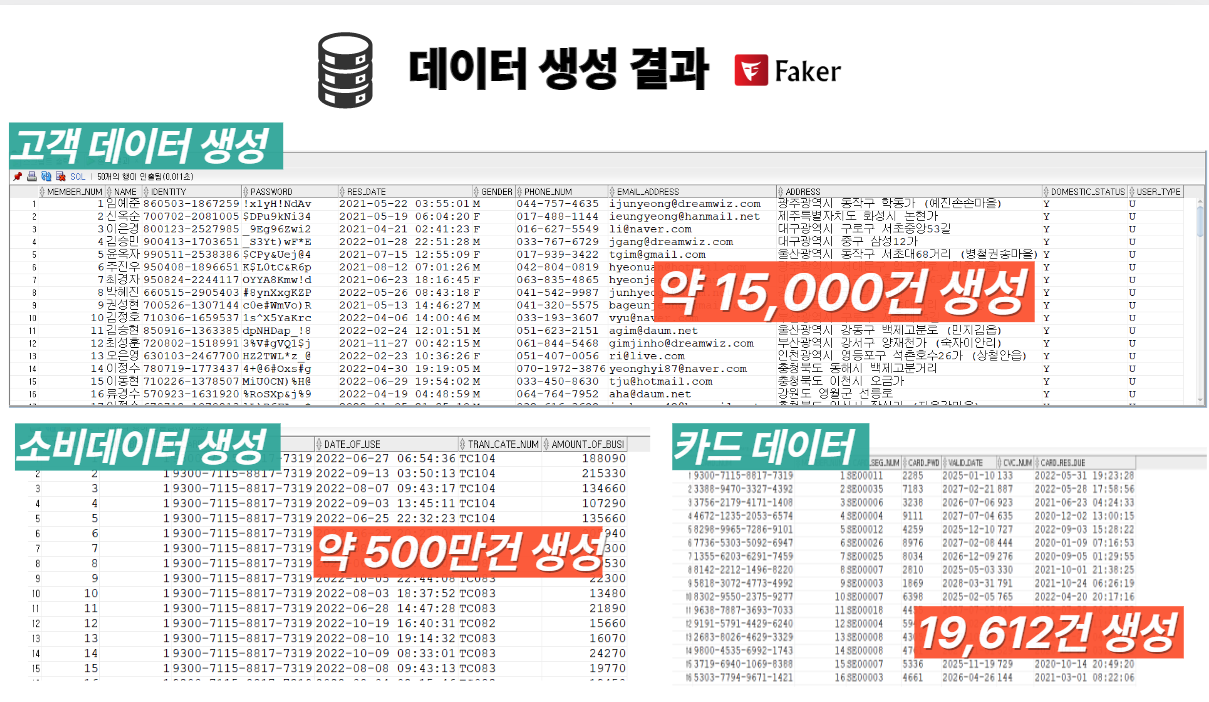 데이터 생성 결과 Faker
고객 데이터 생성
SQL | 50개의 행이 인출됨(0.011초)
MEMBER_NUM NAME IDENTITY PASSWORD RES_DATE GENDER PHONE_NUM EMAIL_ADDRESS ADDRESS DOMESTIC_STATUS USER_TYPE
1 1 임예준 860503-1867259 !xlyH!NdAv 2021-05-22 03:55:01 M 044-757-4635 ijunyeong@dreamwiz.com 광주광역시 동작구 학동가 (예진손손마을) Y U
2 2 신옥순 700702-2081005 $DPu9kNi34 2021-05-19 06:04:20 F 017-488-1144 ieungyeong@hanmail.net 제주특별자치도 화성시 논현가 Y U
3 3 이은경 800123-2527985 _9Eg96Zwi2 2021-04-21 02:41:23 F 016-627-5549 li@naver.com 대구광역시 구로구 서초중앙53길 Y U
4 4 김승민 900413-1703651 _S3Yt)wF*E 2022-01-28 22:51:28 M 033-767-6729 jgang@dreamwiz.com 대구광역시 중구 삼성12가 Y U
5 5 윤옥자 990511-2538386 $CPy&Uej@4 2021-07-15 12:55:09 F 017-939-3422 tgim@gmail.com 울산광역시 동작구 서초대68거리 (병철권송마을) Y U
6 6 주진우 950408-1896651 K$L0tC&R6p 2021-08-12 07:01:26 M 042-804-0819 Y U
7 7 최경자 950824-2244117 OYYA8Kmw!d 2021-06-23 18:16:45 F 063-835-4865 Y U
8 8 박혜진 660515-2905403 #8ynXxgKZP 2022-05-26 08:43:18 F 041-542-9987 Y U
9 9 권성현 700526-1307144 c0e#WmVo)R 2021-05-13 14:46:27 M 041-320-5575 Y U
10 10 김정호 710306-1659537 1s^X5YaKrc 2022-04-06 14:00:46 M 033-193-3607 Y U
11 11 김승현 850916-1363385 dpNHDap_!8 2022-02-24 12:01:51 M 051-623-2151 agim@daum.net 울산광역시 강동구 백제고분로 (민지김읍) Y U
12 12 최성훈 720802-1518991 3%V#gVQ1$j 2021-11-27 00:42:15 M 061-844-5468 gimjinho@dreamwiz.com 부산광역시 강서구 양재천가 (숙자이안리) Y U
13 13 오은영 630103-2467700 HZ2TWL*z_@ 2022-02-23 10:36:26 F 051-407-0056 ri@live.com 인천광역시 영등포구 석촌호수26가 (상철안읍) Y U
14 14 이정수 780719-1773437 4+@6#Oxs#g 2022-04-30 19:19:05 M 070-1972-3876 yeonghyi87@naver.com 충청북도 동해시 백제고분거리 Y U
15 15 이동현 710226-1378507 MiU0CN)%H@ 2022-06-29 19:54:02 M 033-450-8630 tju@hotmail.com 충청북도 이천시 오금가 Y U
16 16 류경수 570923-1631920 %RoSXp&j%9 2022-04-19 04:48:59 M 064-764-7952 aha@daum.net 강원도 영월군 선릉로 Y U
약 15,000건 생성
소비데이터 생성
DATE_OF_USE TRAN_CATE_NUM AMOUNT_OF_BUSI
1 9300-7115-8817-7319 2022-06-27 06:54:36 TC104 188090
2 2 1 9300-7115-8817-7319 2022-09-13 03:50:13 TC104 215330
3 3 1 9300-7115-8817-7319 2022-08-07 09:43:17 TC104 134660
4 4 1 9300-7115-8817-7319 2022-09-03 13:45:11 TC104 107290
5 5 1 9300-7115-8817-7319 2022-06-25 22:32:23 TC104 135660
6 6 1 9300-7115-8817-7319
7 7 1 9300-7115-8817-7319
8 8 1 9300-7115-8817-7319
9 9 1 9300-7115-8817-7319 2022-10-05 22:44:08 TC083 22300
10 10 1 9300-7115-8817-7319 2022-08-03 18:37:52 TC083 13480
11 11 1 9300-7115-8817-7319 2022-06-28 14:47:28 TC083 21890
12 12 1 9300-7115-8817-7319 2022-10-19 16:40:31 TC082 15660
13 13 1 9300-7115-8817-7319 2022-08-10 19:14:32 TC083 16070
14 14 1 9300-7115-8817-7319 2022-10-09 08:33:01 TC083 24270
15 15 1 9300-7115-8817-7319 2022-08-08 09:43:13 TC083 19770
약 500만건 생성
카드 데이터
SEG_NUM CARD_PWD VALID_DATE CVC_NUM CARD_RES_DUE
1 9300-7115-8817-7319 1 SE00011 2285 2025-01-10 133 2022-05-31 19:23:28
2 3388-9470-3327-4392 2 SE00035 7183 2027-02-21 887 2022-05-28 17:58:56
3 3756-2179-4171-1408 3 SE00006 3238 2026-07-06 923 2021-06-23 04:24:33
4 4672-1235-2053-6574 4 SE00004 9111 2027-07-04 635 2020-12-02 13:00:15
5 8298-9965-7286-9101 5 SE00012 4259 2025-12-10 727 2022-09-03 15:28:22
6 7736-5303-5092-6947 6 SE00026 8976 2027-02-08 444 2020-01-09 07:16:53
7 1355-6203-6291-7459 7 SE00025 8034 2026-12-09 276 2020-09-05 01:29:55
8 8142-2212-1496-8220 8 SE00007 2810 2025-05-03 330 2021-10-01 21:38:25
9 5818-3072-4773-4992 9 SE00003 1869 2028-03-31 791 2021-10-24 06:26:19
10 8302-9550-2375-9277 10 SE00007 6398 2025-02-05 765 2022-04-20 20:17:16
11 9638-7887-3693-7033 11 SE00018
12 9191-5791-4429-6240 12 SE00004
13 2683-8026-4629-3329 13 SE00008
14 9800-4535-6992-1743 14 SE00008
15 3719-6940-1069-8388 15 SE00007 5336 2025-11-19 729 2020-10-14 20:49:20
16 5303-7794-9671-1421 16 SE00003 4661 2026-04-26 144 2021-03-01 08:22:06
19,612건 생성